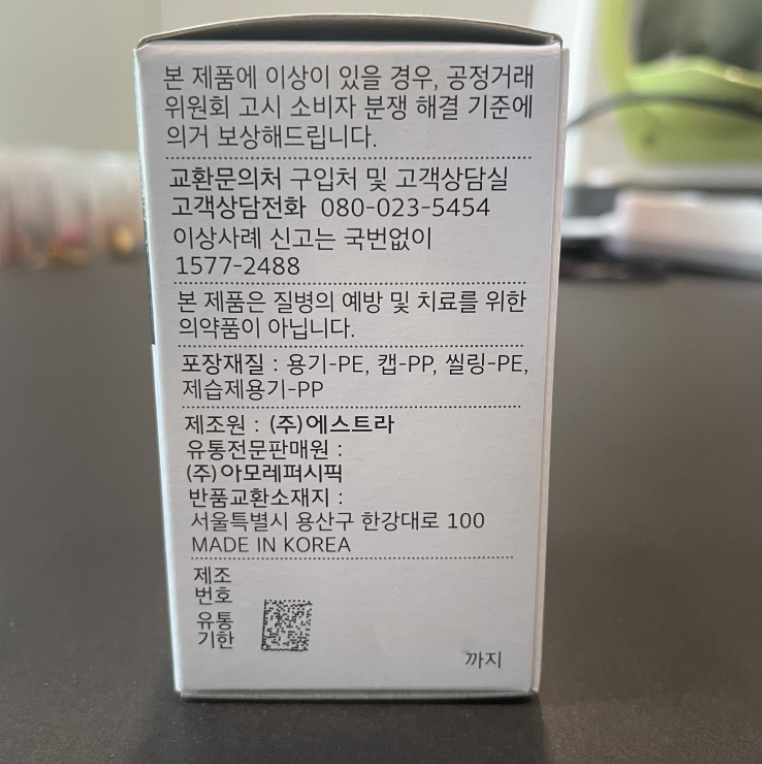 본 제품에 이상이 있을 경우, 공정거래
위원회 고시 소비자 분쟁 해결 기준에
의거 보상해드립니다.
교환문의처 구입처 및 고객상담실
고객상담전화 080-023-5454
이상사례 신고는 국번없이
1577-2488
본 제품은 질병의 예방 및 치료를 위한
의약품이 아닙니다.
포장재질 : 용기-PE, 캡-PP, 씰링-PE,
제습제용기-PP
제조원 : (주)에스트라
유통전문판매원 :
(주)아모레퍼시픽
반품교환소재지 :
서울특별시 용산구 한강대로 100
MADE IN KOREA
제조
번호
유통
기한
까지